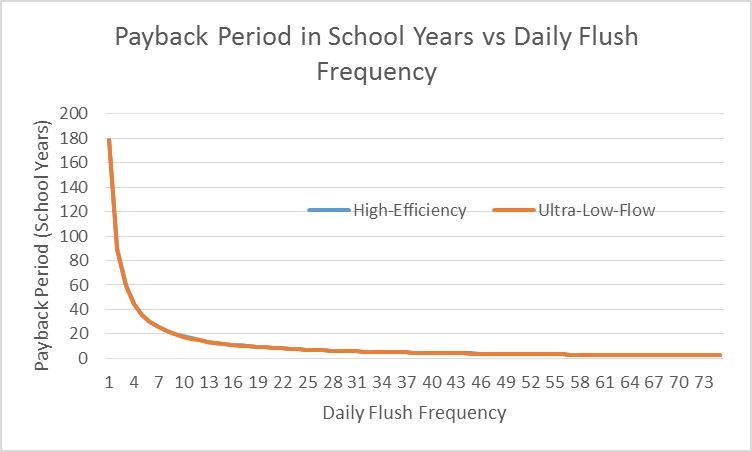 Payback Period in School Years vs Daily Flush
Frequency
Payback Period (School Years)
200
180
160
140
120
100
80
60
40
20
0
High-Efficiency Ultra-Low-Flow
1 4 7 10 13 16 19 22 25 28 31 34 37 40 43 46 49 52 55 58 61 64 67 70 73
Daily Flush Frequency